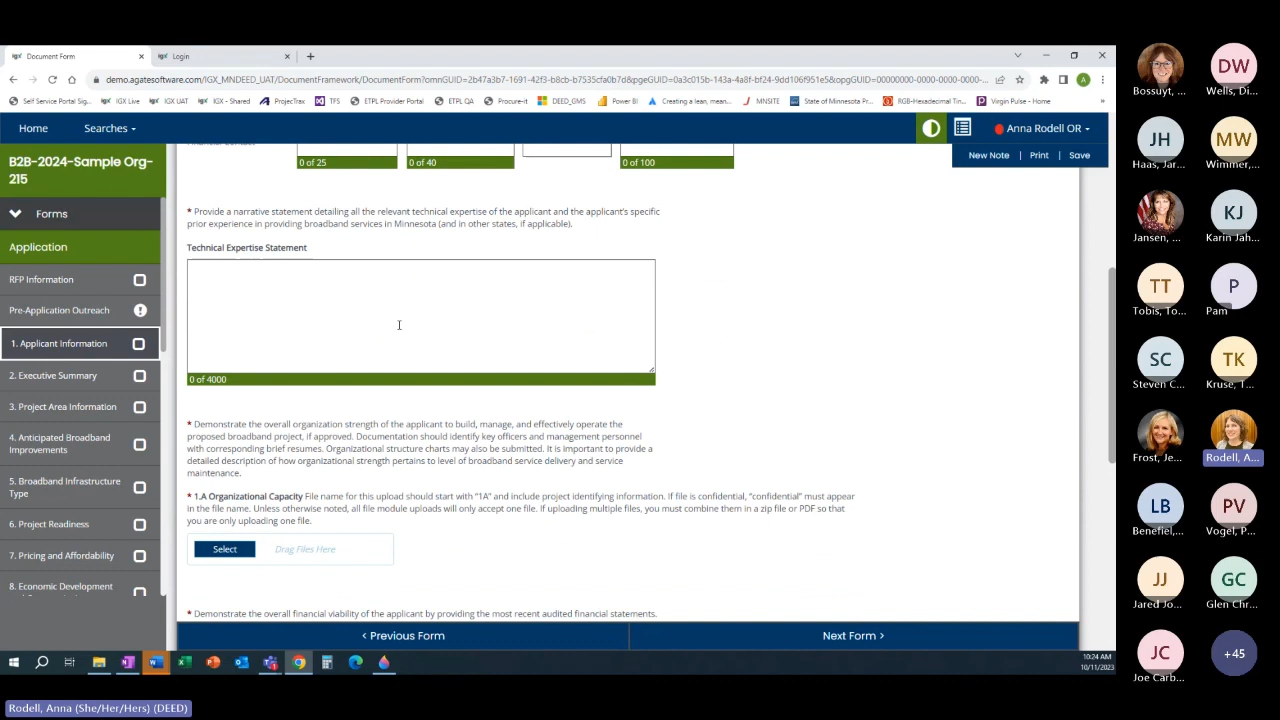 Document Form
Login
demo.agatesoftware.com/IGX_MNDEED_UAT/DocumentFramework/DocumentForm?omnGUID=2b47a3b7-1691-42f3-b8cb-b7535cfa0b7d&pgeGUID=0a3c015b-143a-4a8f-bf24-9dd106f951e5&opgGUID=00000000-0000-0000-0000-...
Self Service Portal Sig...
IGX Live
IGX UAT
IGX - Shared
ProjecTrax
TFS
ETPL Provider Portal
ETPL QA
Procure-it
DEED_GMS
Power BI
Creating a lean, mean...
MNSITE
State of Minnesota Pr...
RGB-Hexadecimal Tin...
Virgin Pulse - Home
Home
Searches
Anna Rodell OR
New Note
Print
Save
B2B-2024-Sample Org-
215
Forms
Application
RFP Information
Pre-Application Outreach
1. Applicant Information
2. Executive Summary
3. Project Area Information
4. Anticipated Broadband
Improvements
5. Broadband Infrastructure
Type
6. Project Readiness
7. Pricing and Affordability
8. Economic Development
Financial Contact
0 of 25
0 of 40
0 of 100
* Provide a narrative statement detailing all the relevant technical expertise of the applicant and the applicant's specific
prior experience in providing broadband services in Minnesota (and in other states, if applicable).
Technical Expertise Statement
0 of 4000
* Demonstrate the overall organization strength of the applicant to build, manage, and effectively operate the
proposed broadband project, if approved. Documentation should identify key officers and management personnel
with corresponding brief resumes. Organizational structure charts may also be submitted. It is important to provide a
detailed description of how organizational strength pertains to level of broadband service delivery and service
maintenance.
* 1.A Organizational Capacity File name for this upload should start with "1A" and include project identifying information. If file is confidential, "confidential" must appear
in the file name. Unless otherwise noted, all file module uploads will only accept one file. If uploading multiple files, you must combine them in a zip file or PDF so that
you are only uploading one file.
Select
Drag Files Here
* Demonstrate the overall financial viability of the applicant by providing the most recent audited financial statements.
< Previous Form
Next Form >
10:24 AM
10/11/2023
Bossuyt, ...
DW
Wells, Di...
JH
Haas, Jar...
MW
Wimmer,...
Jansen, ...
KJ
Karin Jah...
TT
Tobis, To...
P
Pam
SC
Steven C...
TK
Kruse, T...
Frost, Je...
Rodell, A...
LB
Benefiel,...
PV
Vogel, P...
JJ
Jared Jo...
GC
Glen Chr...
JC
Joe Carb...
+45
Rodell, Anna (She/Her/Hers) (DEED)